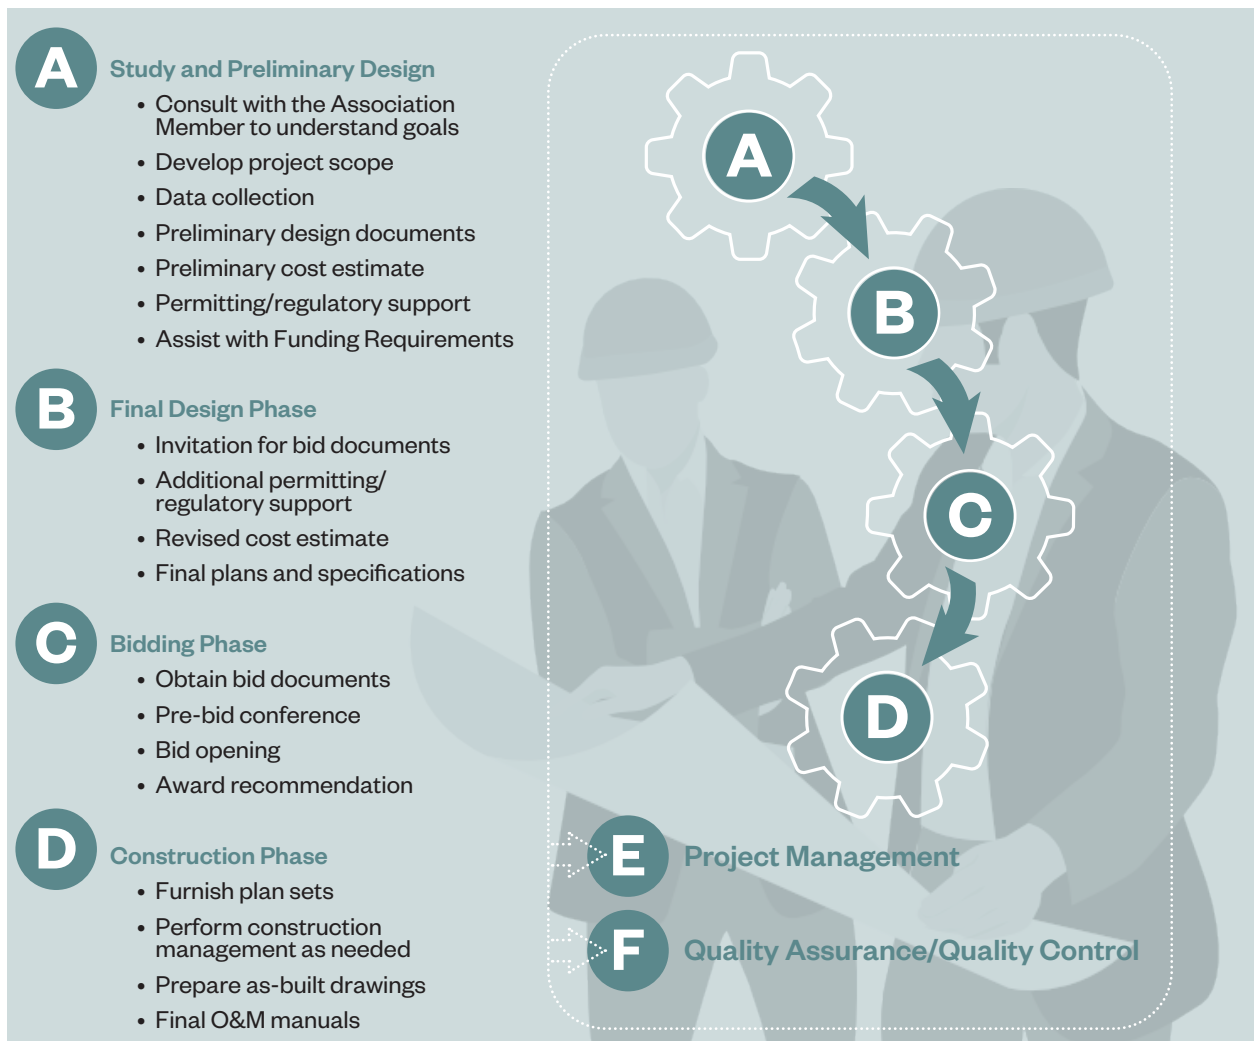 A
Study and Preliminary Design
• Consult with the Association
Member to understand goals
• Develop project scope
• Data collection
• Preliminary design documents
• Preliminary cost estimate
• Permitting/regulatory support
• Assist with Funding Requirements
B
Final Design Phase
• Invitation for bid documents
• Additional permitting/
regulatory support
• Revised cost estimate
• Final plans and specifications
C
Bidding Phase
• Obtain bid documents
• Pre-bid conference
• Bid opening
• Award recommendation
D
Construction Phase
• Furnish plan sets
• Perform construction
management as needed
• Prepare as-built drawings
• Final O&M manuals
A
B
C
D
E Project Management
F Quality Assurance/Quality Control